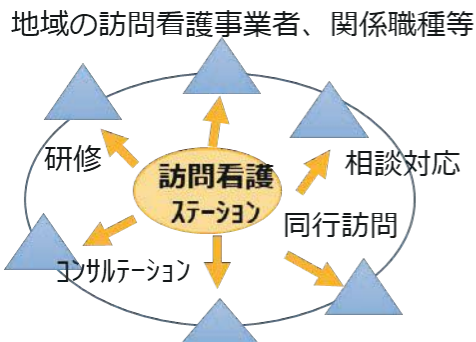 地域の訪問看護事業者、関係職種等
研修
訪問看護
ｽﾃｰｼｮﾝ
相談対応
同行訪問
ｺﾝｻﾙﾃｰｼｮﾝ